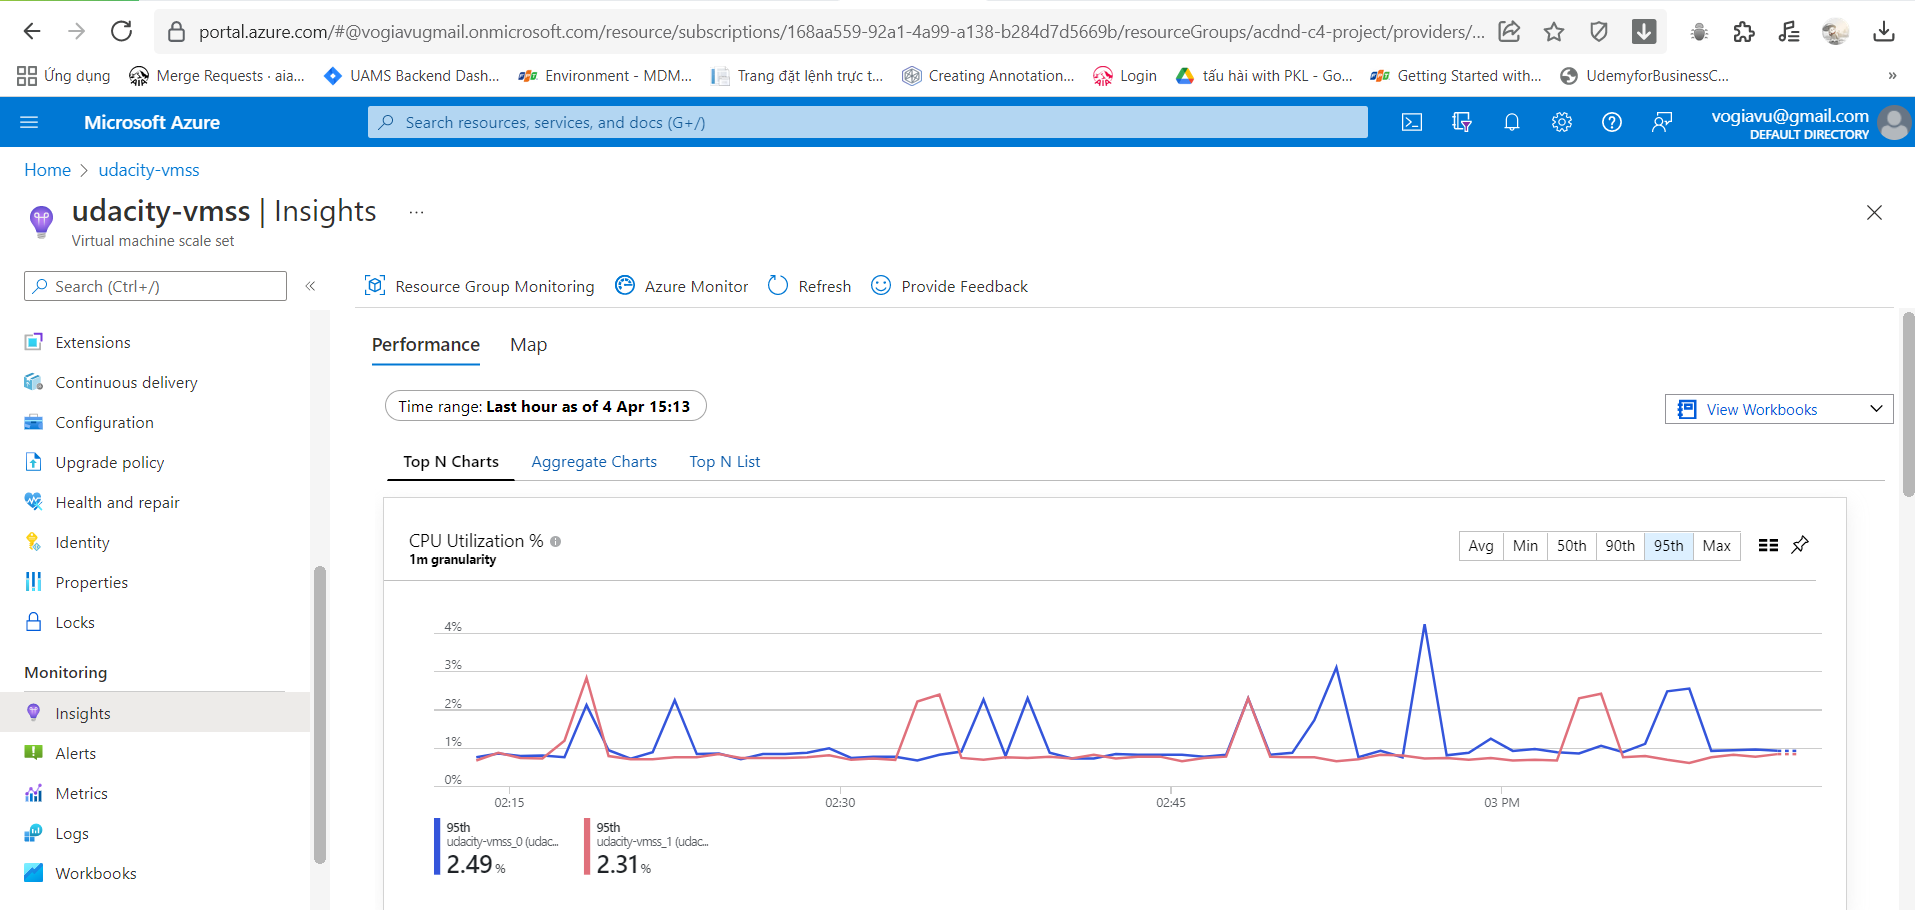 portal.azure.com/#@vogiavugmail.onmicrosoft.com/resource/subscriptions/168aa559-92a1-4a99-a138-b284d7d5669b/resourceGroups/acdnd-c4-project/providers/...
Ứng dụng Merge Requests · aia... UAMS Backend Dash... Environment - MDM... Trang đặt lệnh trực t... Creating Annotation... Login tấu hài with PKL - Go... Getting Started with... UdemyforBusinessC... »
Microsoft Azure
Search resources, services, and docs (G+/)
vogiavu@gmail.com
DEFAULT DIRECTORY
Home > udacity-vmss
udacity-vmss | Insights ...
Virtual machine scale set
Search (Ctrl+/) «
Resource Group Monitoring Azure Monitor Refresh Provide Feedback
Extensions
Continuous delivery
Configuration
Upgrade policy
Health and repair
Identity
Properties
Locks
Monitoring
Insights
Alerts
Metrics
Logs
Workbooks
Performance Map
Time range: Last hour as of 4 Apr 15:13
View Workbooks
Top N Charts Aggregate Charts Top N List
CPU Utilization %
1m granularity
Avg Min 50th 90th 95th Max
4%
3%
2%
1%
0%
02:15 02:30 02:45 03 PM
95th
udacity-vmss_0 (udac...
2.49 %
95th
udacity-vmss_1 (udac...
2.31 %